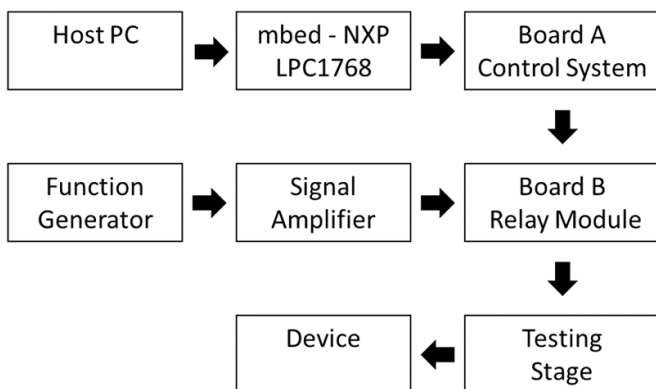 Host PC
mbed - NXP
LPC1768
Board A
Control System
Function
Generator
Signal
Amplifier
Board B
Relay Module
Device
Testing
Stage